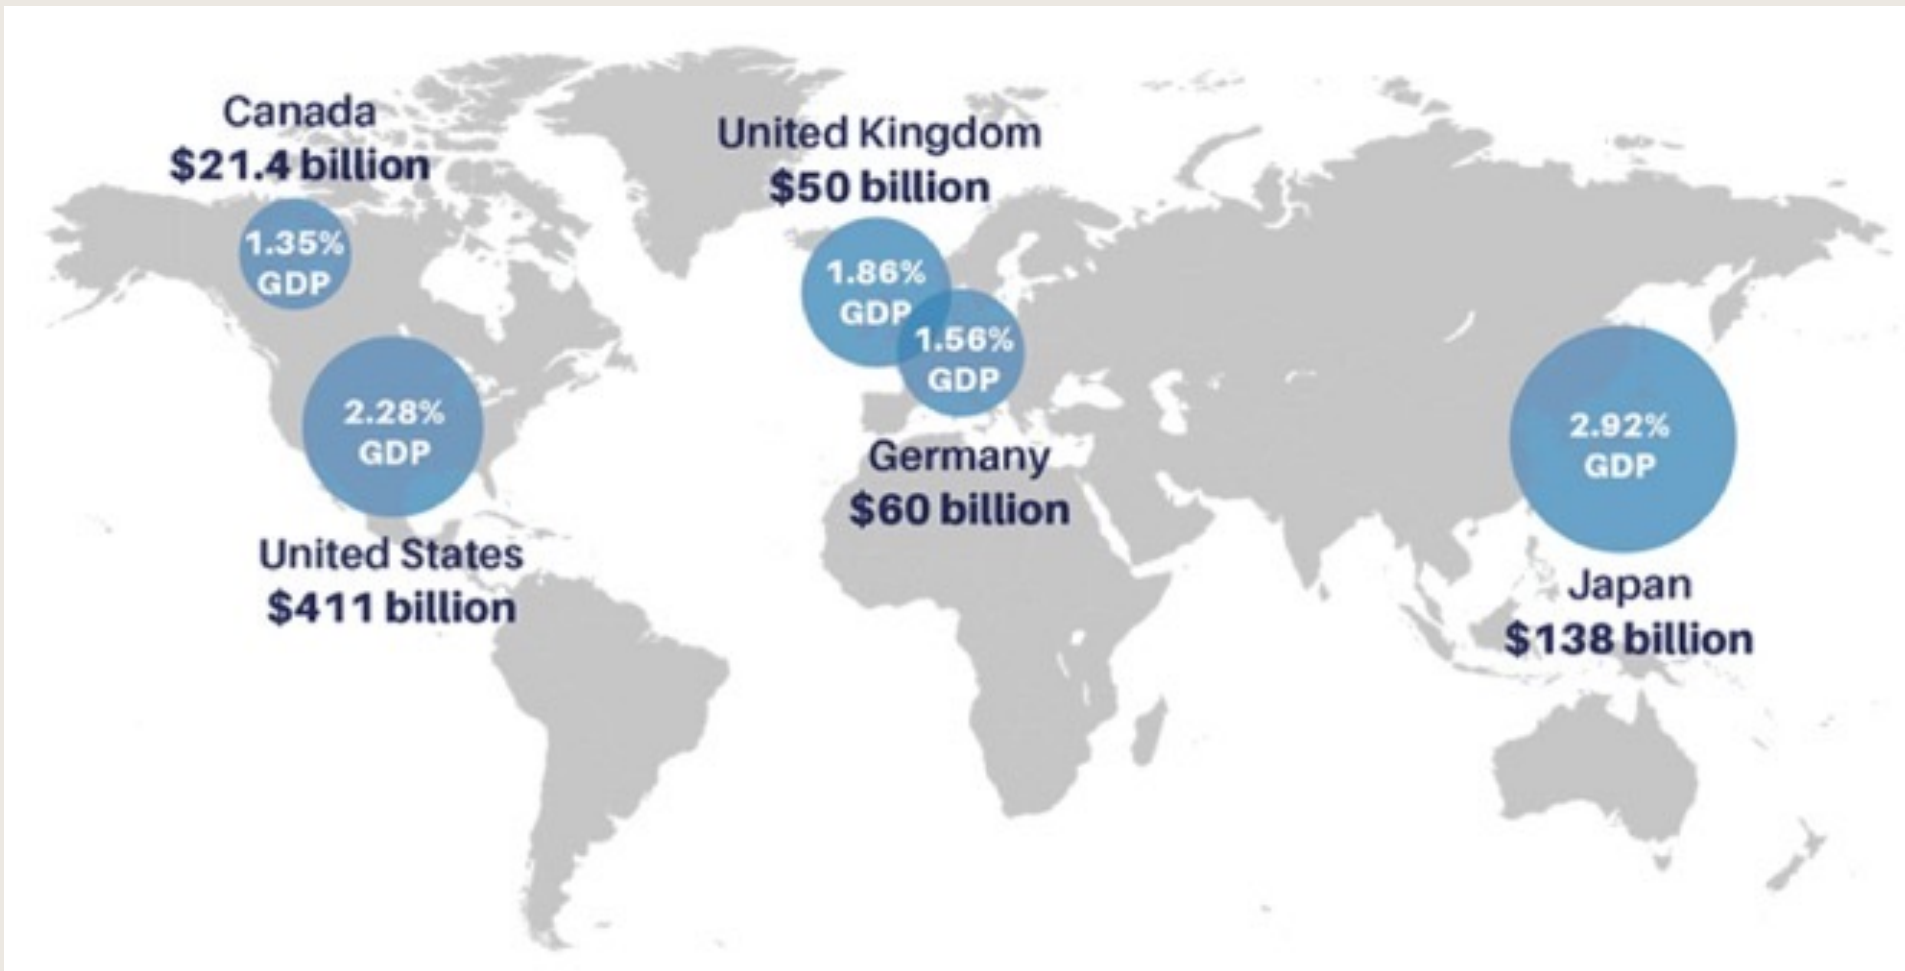 Canada
$21.4 billion
1.35%
GDP
United Kingdom
$50 billion
1.86%
GDP
1.56%
GDP
Germany
$60 billion
2.28%
GDP
United States
$411 billion
2.92%
GDP
Japan
$138 billion